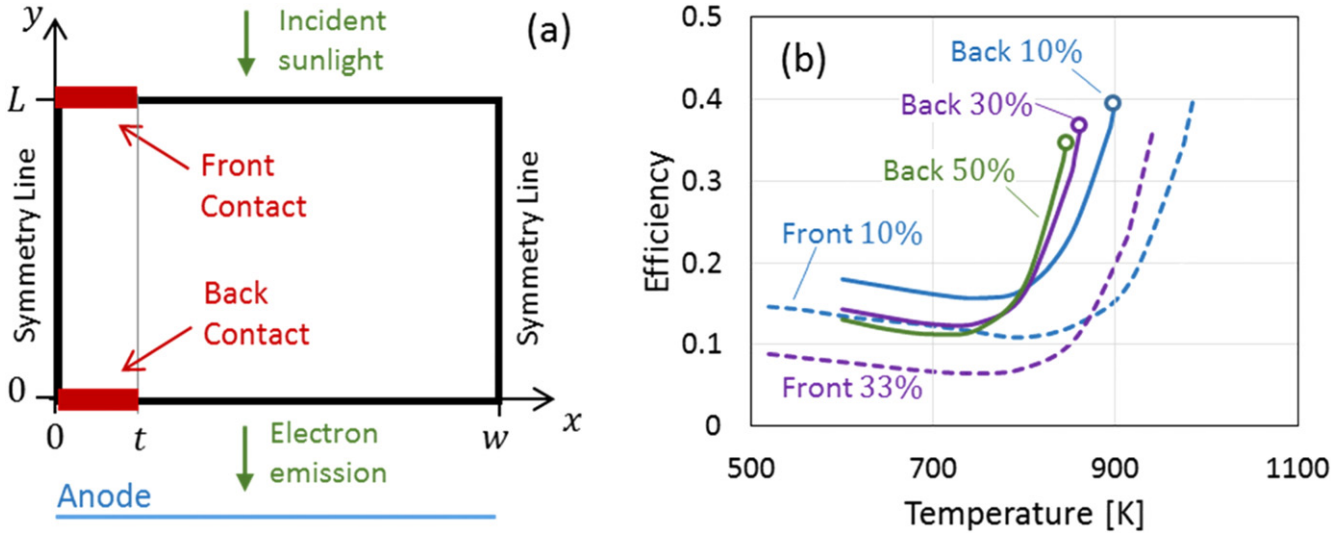 y
Incident
sunlight
(a)
L
Symmetry Line
Front
Contact
Symmetry Line
Back
Contact
0
0
t
w
x
Electron
emission
Anode
0.5
(b)
Back 10%
0.4
Back 30%
Back 50%
0.3
Efficiency
Front 10%
0.2
0.1
Front 33%
0
500
700
900
1100
Temperature [K]